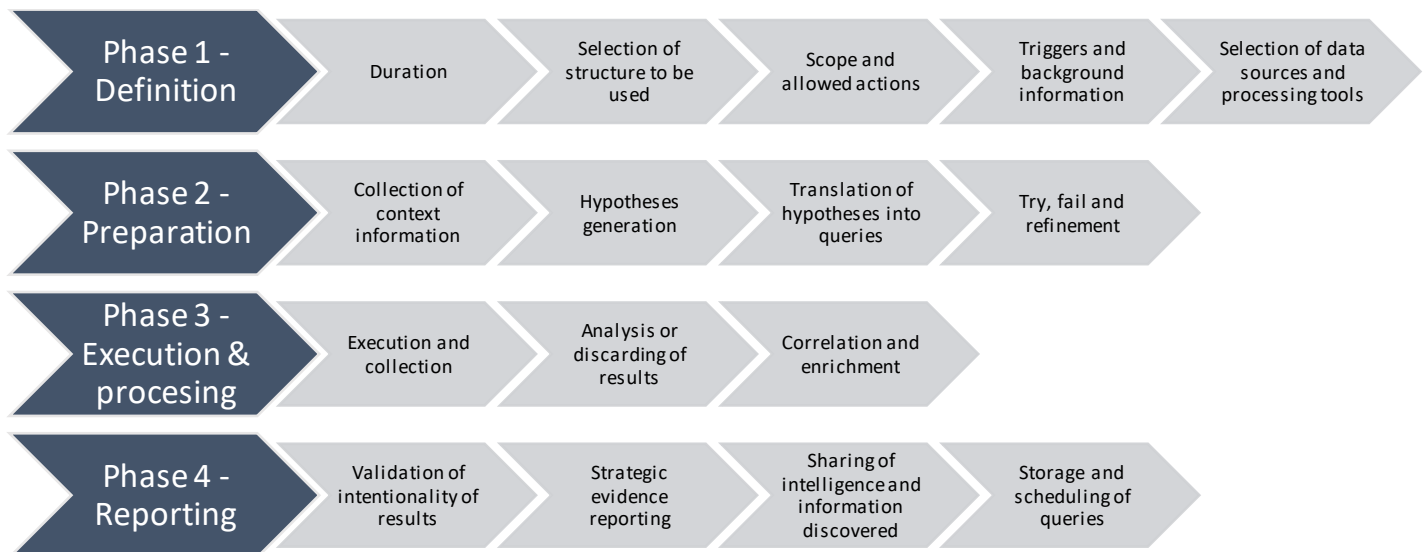 Phase 1 -
Definition
Duration
Selection of
structure to be
used
Scope and
allowed actions
Triggers and
background
information
Selection of data
sources and
processing tools
Phase 2 -
Preparation
Collection of
context
information
Hypotheses
generation
Translation of
hypotheses into
queries
Try, fail and
refinement
Phase 3 -
Execution &
procesing
Execution and
collection
Analysis or
discarding of
results
Correlation and
enrichment
Phase 4 -
Reporting
Validation of
intentionality of
results
Strategic
evidence
reporting
Sharing of
intelligence and
information
discovered
Storage and
scheduling of
queries